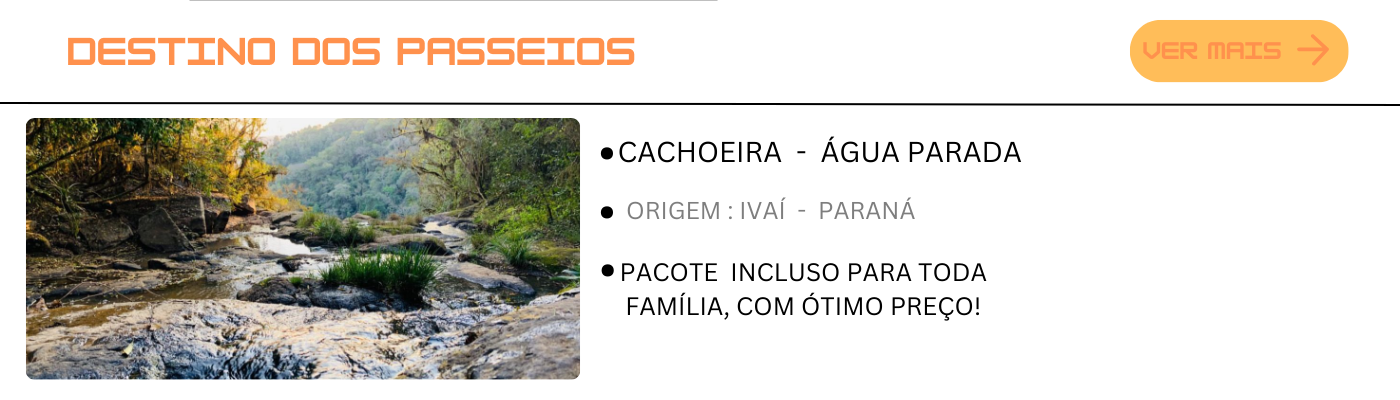 DESTINO DOS PASSEIOS
VER MAIS
CACHOEIRA - ÁGUA PARADA
ORIGEM : IVAÍ - PARANÁ
PACOTE INCLUSO PARA TODA
FAMÍLIA, COM ÓTIMO PREÇO!